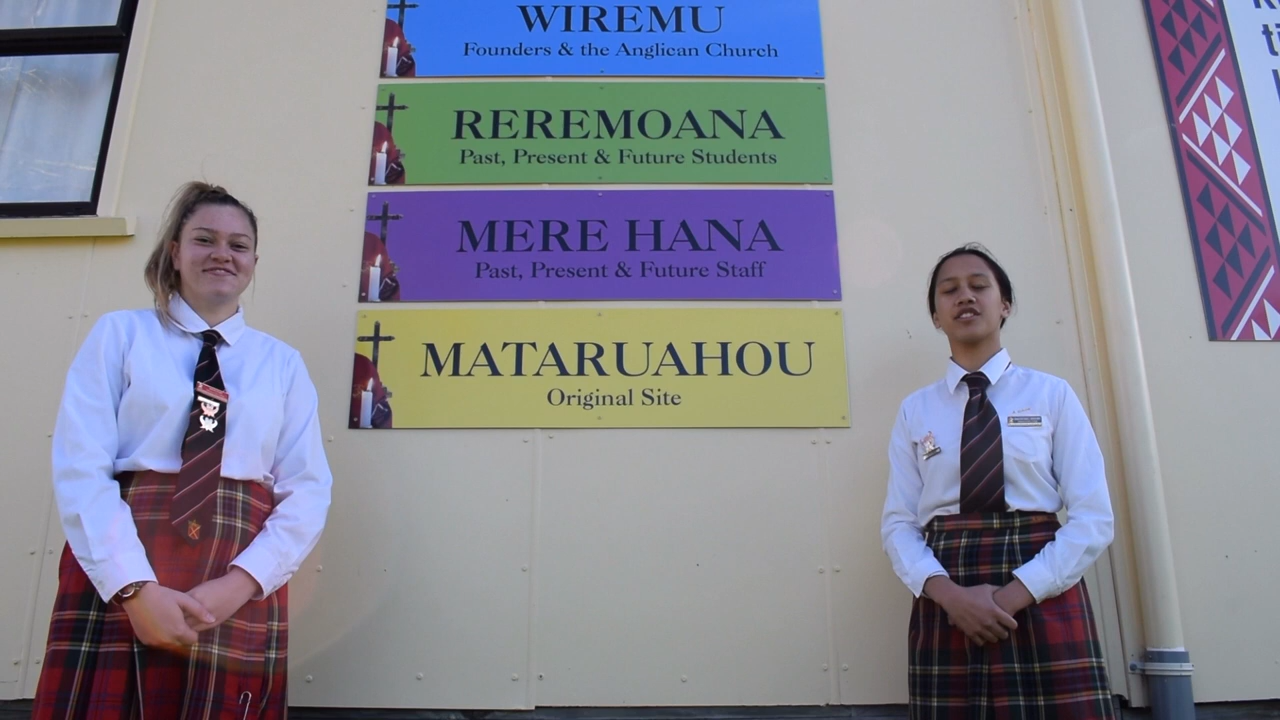 WIREMU
Founders & the Anglican Church
REREMOANA
Past, Present & Future Students
MERE HANA
Past, Present & Future Staff
MATARUAHOU
Original Site